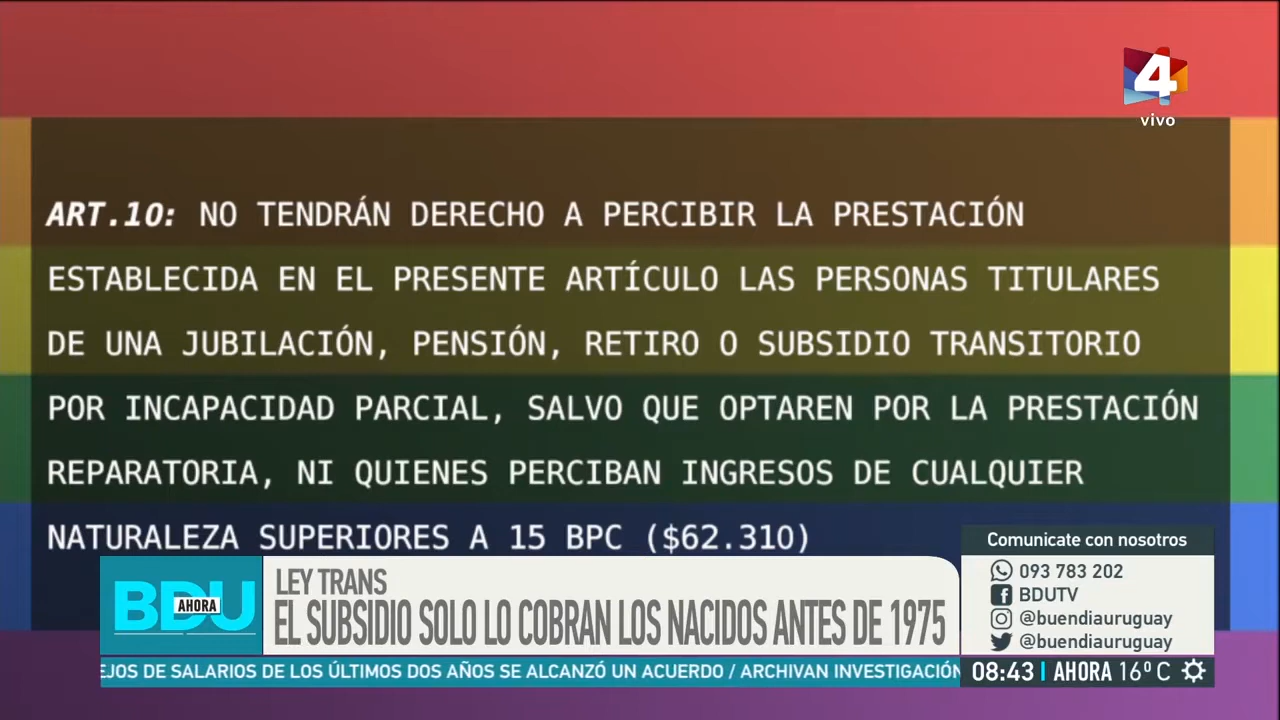 4
vivo
ART.10: NO TENDRÁN DERECHO A PERCIBIR LA PRESTACIÓN
ESTABLECIDA EN EL PRESENTE ARTÍCULO LAS PERSONAS TITULARES
DE UNA JUBILACIÓN, PENSIÓN, RETIRO O SUBSIDIO TRANSITORIO
POR INCAPACIDAD PARCIAL, SALVO QUE OPTAREN POR LA PRESTACIÓN
REPARATORIA, NI QUIENES PERCIBAN INGRESOS DE CUALQUIER
NATURALEZA SUPERIORES A 15 BPC ($62.310)
BDU
AHORA
LEY TRANS
EL SUBSIDIO SOLO LO COBRAN LOS NACIDOS ANTES DE 1975
Comunicate con nosotros
093 783 202
BDUTV
@buendiauruguay
@buendiauruguay
EJOS DE SALARIOS DE LOS ÚLTIMOS DOS AÑOS SE ALCANZÓ UN ACUERDO / ARCHIVAN INVESTIGACIÓN
08:43 AHORA 16º C